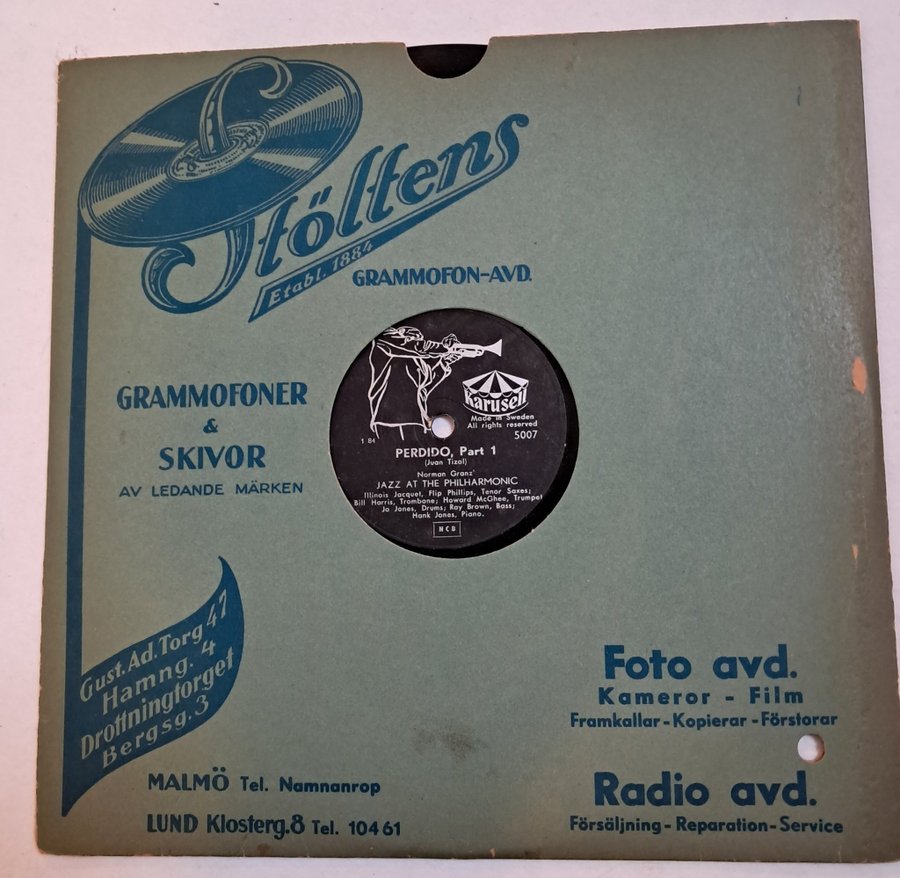 Stöltens
Etabl. 1884
GRAMMOFON-AVD.
GRAMMOFONER
&
SKIVOR
AV LEDANDE MÄRKEN
Karusell
Made in Sweden
All rights reserved
5007
1 84
PERDIDO, Part 1
(Juan Tizol)
Norman Granz'
JAZZ AT THE PHILHARMONIC
Illinois Jacquet, Flip Phillips, Tenor Saxes;
Bill Harris, Trombone; Howard McGhee, Trumpet
Jo Jones, Drums; Ray Brown, Bass;
Hank Jones, Piano.
NCB
Gust. Ad. Torg 47
Hamng. 4
Drottningtorget
Bergsg. 3
MALMÖ Tel. Namnanrop
LUND Klosterg. 8 Tel. 104 61
Foto avd.
Kameror - Film
Framkallar - Kopierar - Förstorar
Radio avd.
Försäljning - Reparation - Service